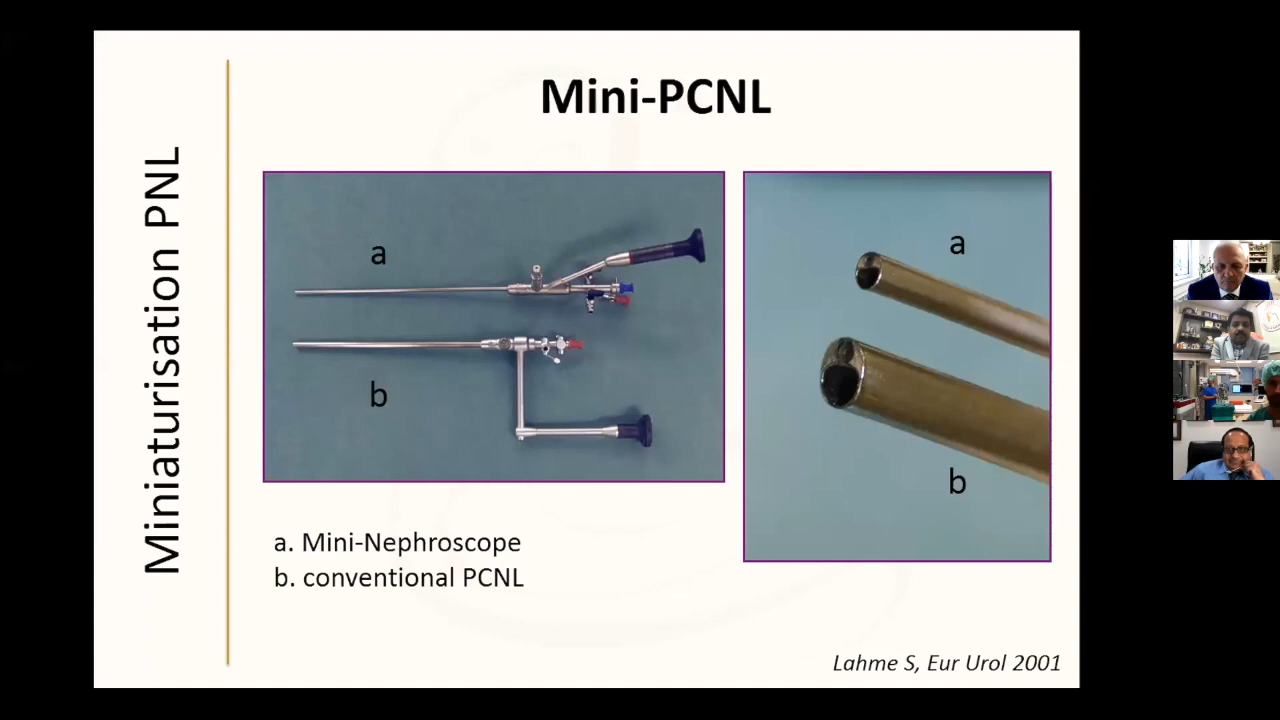 Mini-PCNL
Miniaturisation PNL
a
b
a
b
a. Mini-Nephroscope
b. conventional PCNL
Lahme S, Eur Urol 2001